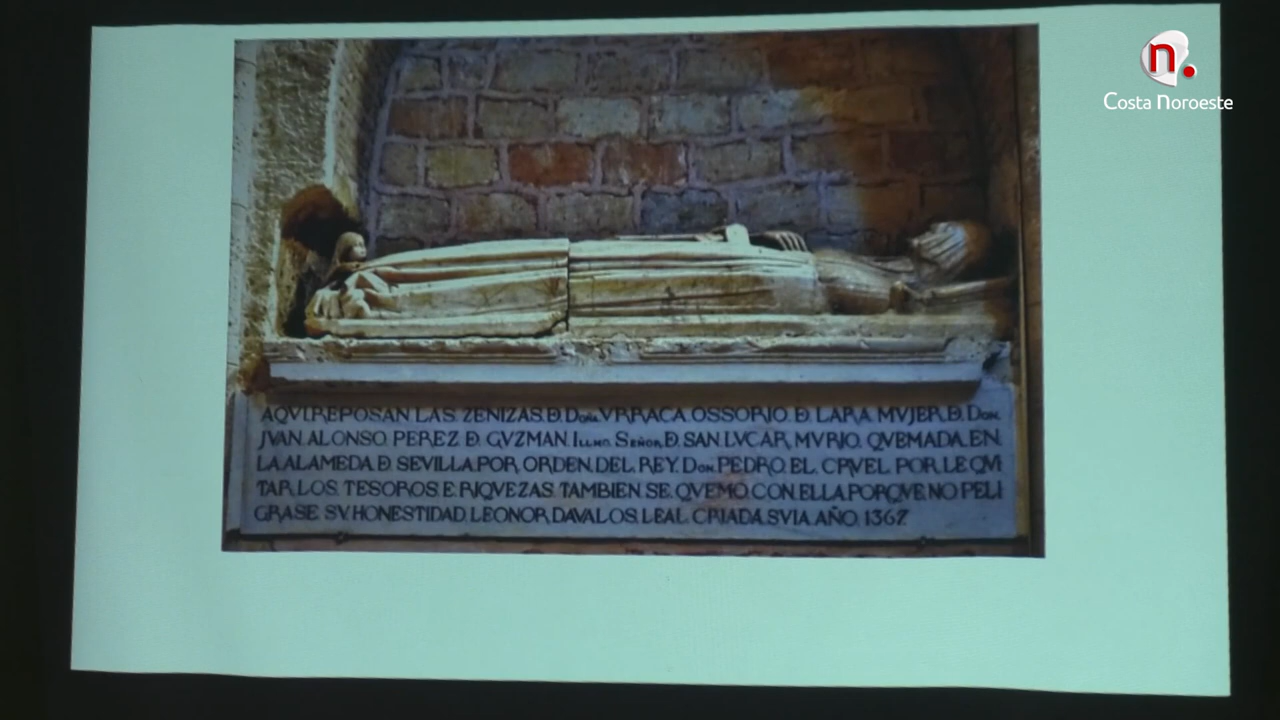 n.
Costa Noroeste
AQVI REPOSAN LAS ZENIZAS. D. Doña VRRACA OSSORIO. D. LARA MVJER. D. Don.
JVAN. ALONSO. PEREZ. D. GVZMAN. ILLMO. SEÑOR. D. SAN. LVCAR. MVRIO. QVEMADA. EN.
LA ALAMEDA. D. SEVILLA. POR. ORDEN. DEL. REY. Don. PEDRO. EL. CRVEL. POR. LE QVI
TAR. LOS. TESOROS. E. RIQVEZAS. TAMBIEN. SE. QVEMO. CON. ELLA PORQVE. NO PELI
GRASE. SV. HONESTIDAD. LEONOR. DAVALOS. LEAL. CRIADA. SVIA. AÑO. 1367